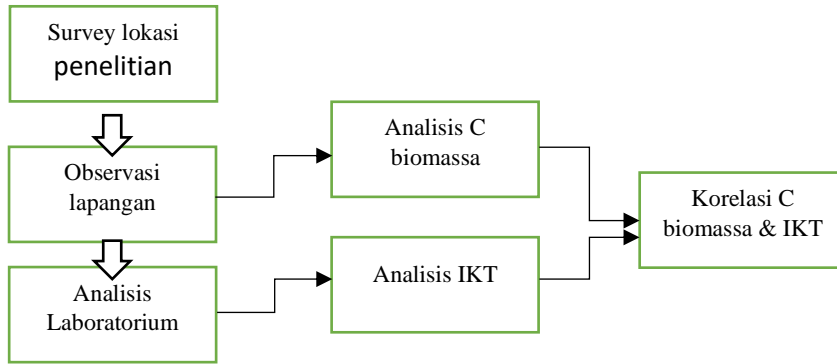 Survey lokasi
penelitian
Observasi
lapangan
Analisis
Laboratorium
Analisis C
biomassa
Analisis IKT
Korelasi C
biomassa & IKT